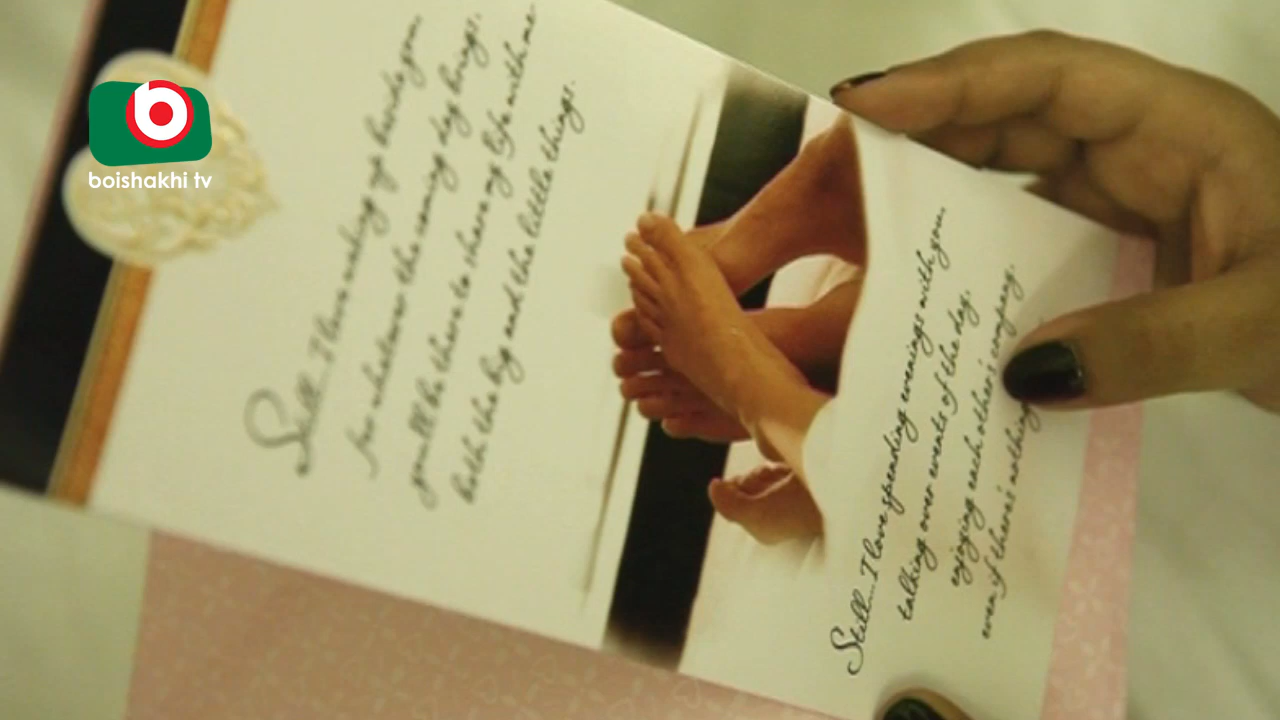 boishakhi tv
Still... I love waking up beside you
for whatever the coming day brings,
you'll be there to share my life with me
both the big and the little things.
Still... I love spending evenings with you
talking over events of the day,
enjoying each other's company,
even if there's nothing